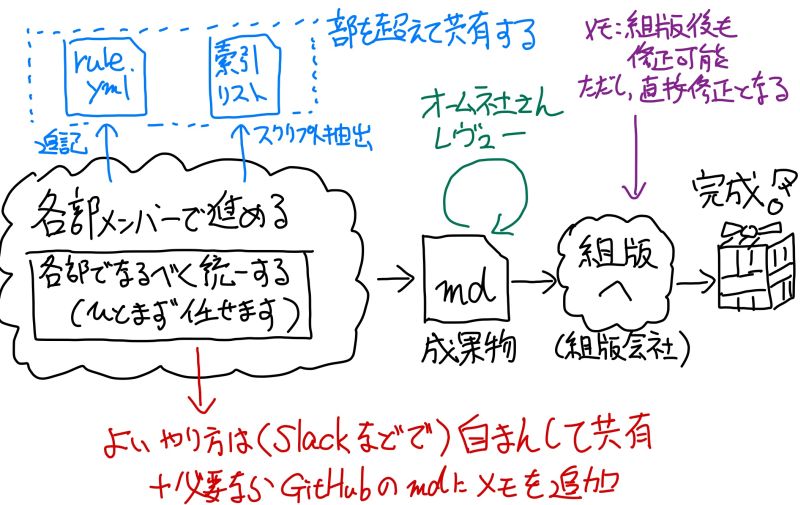 部を超えて共有する
rule.
yml
索引
リスト
追記
スクリプト抽出
メモ:組版後も
修正可能
ただし、直接修正となる
オーム社さん
レヴュー
各部メンバーで進める
各部でなるべく統一する
(ひとまず任せます)
md
成果物
組版
へ
(組版会社)
完成
よいやり方は(Slackなどで)自まんして共有
+必要なら GitHubのmdにメモを追加